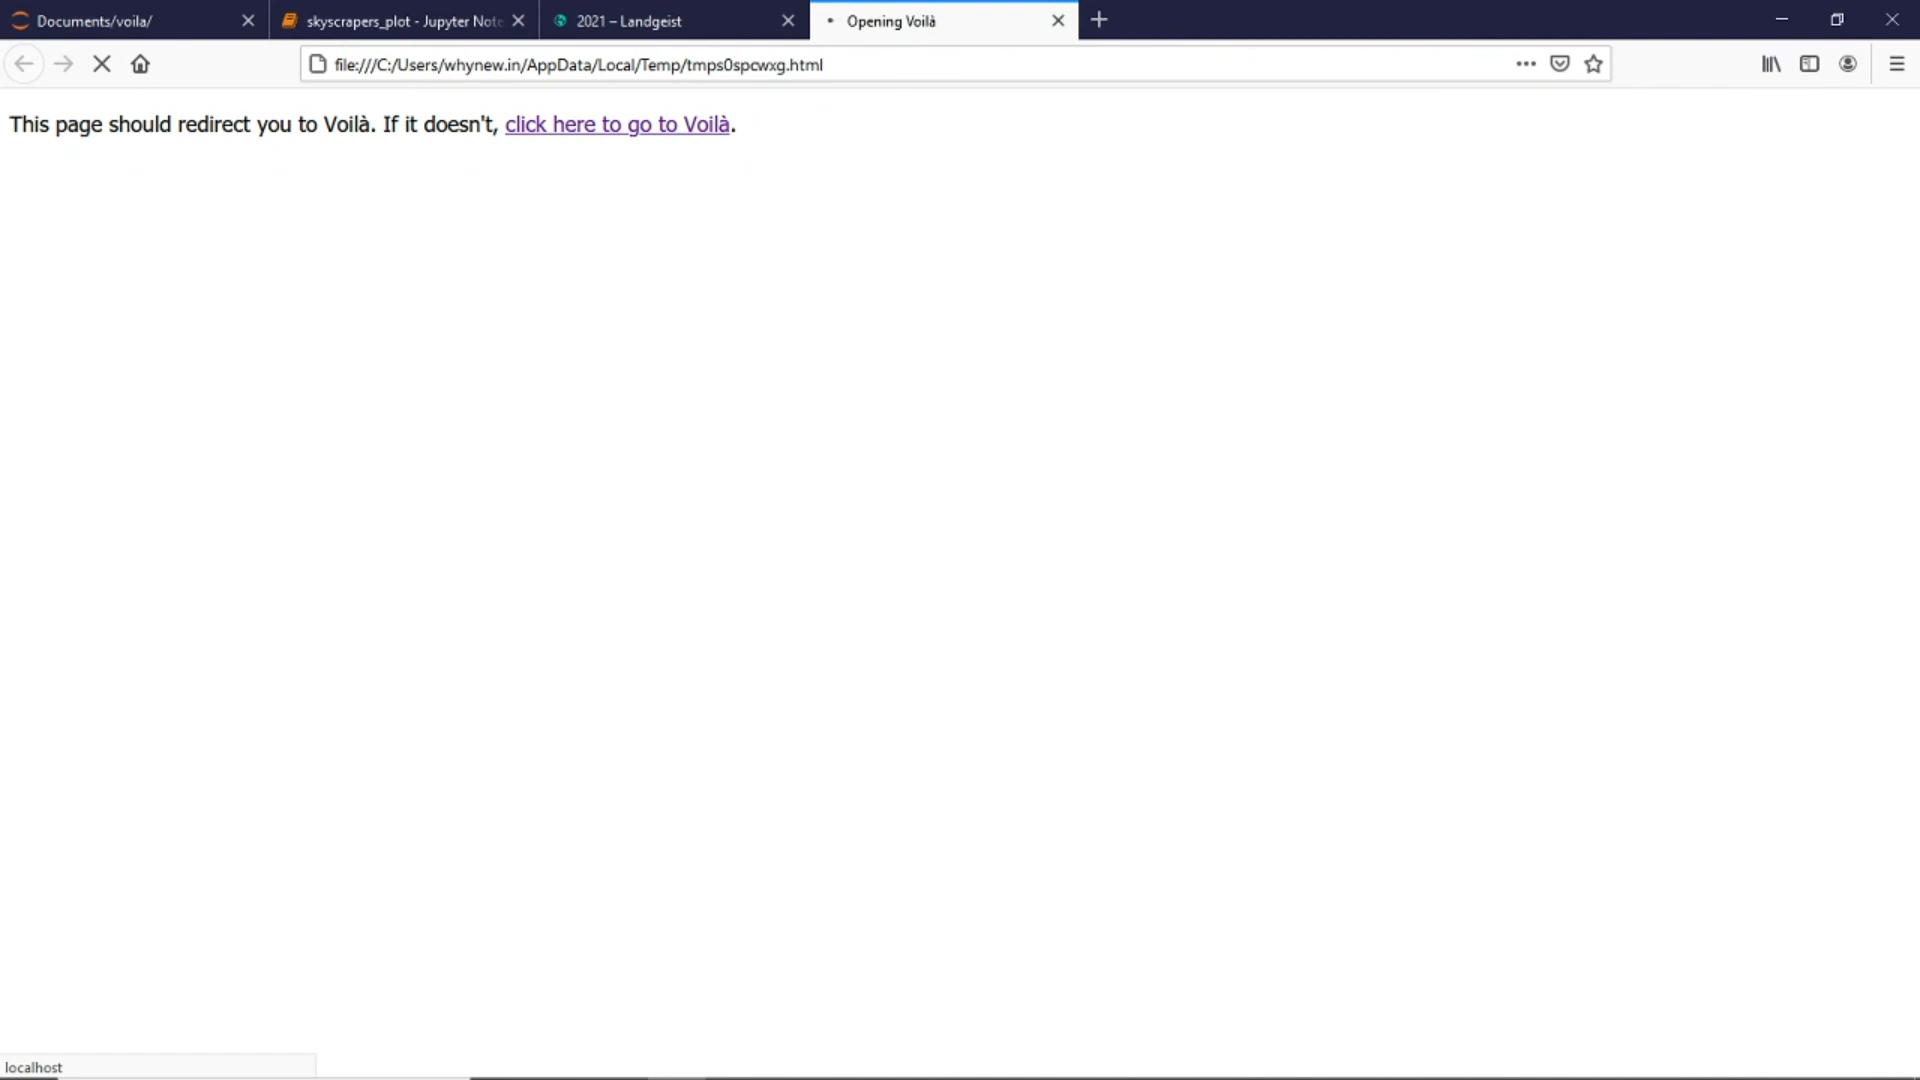 Documents/voila/
skyscrapers_plot - Jupyter Note
2021 – Landgeist
Opening Voilà
file:///C:/Users/whynew.in/AppData/Local/Temp/tmps0spcwxg.html
This page should redirect you to Voilà. If it doesn't, click here to go to Voilà.
localhost